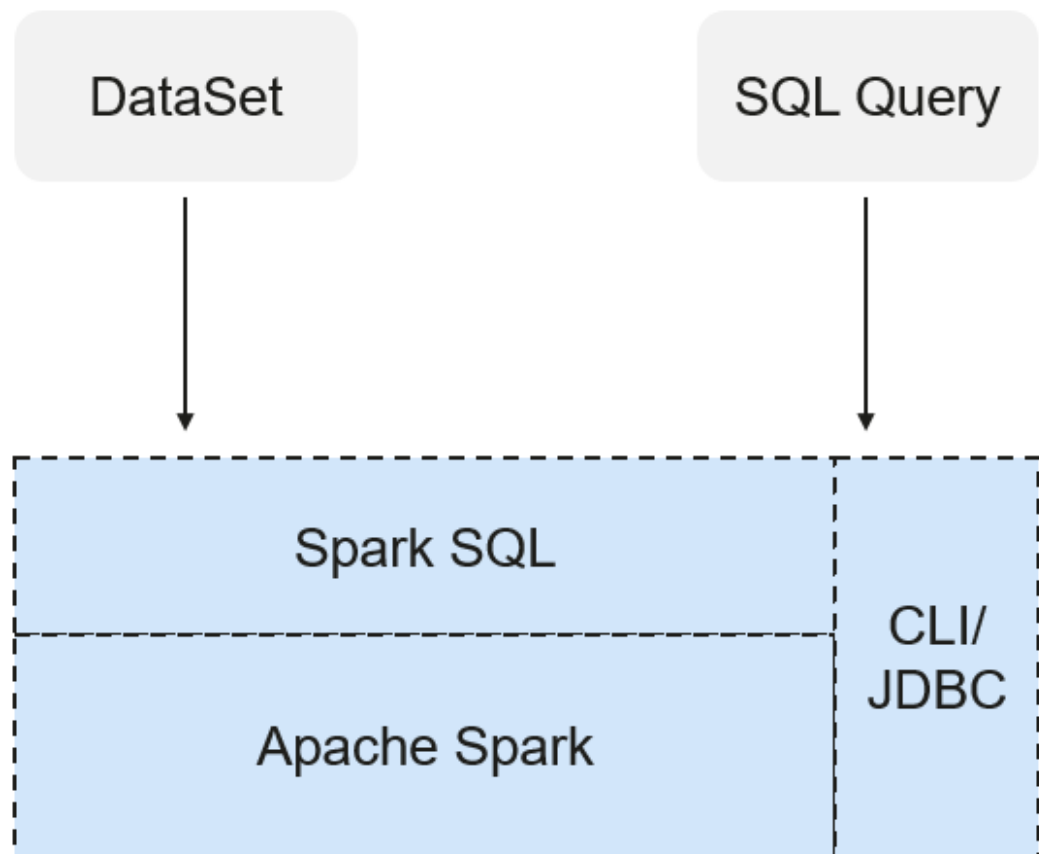 DataSet
SQL Query
Spark SQL
CLI/
JDBC
Apache Spark